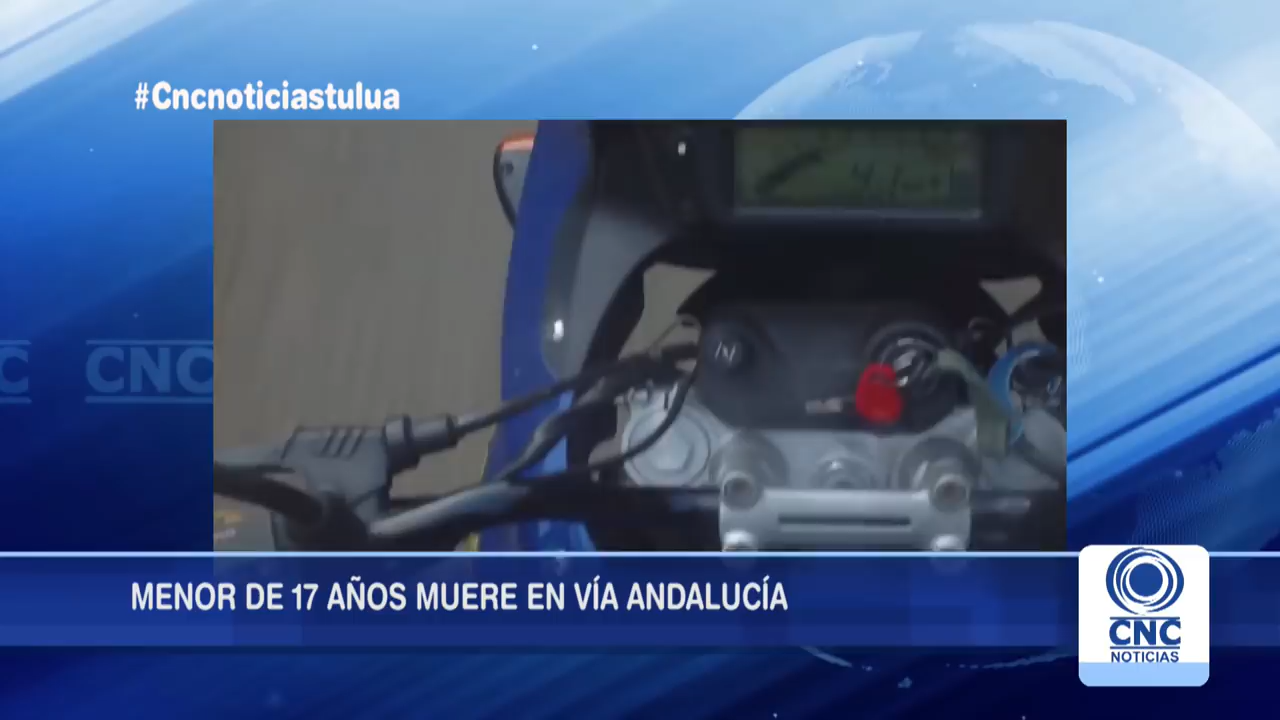 #Cncnoticiastulua
N
CNC
MENOR DE 17 AÑOS MUERE EN VÍA ANDALUCÍA
CNC
NOTICIAS